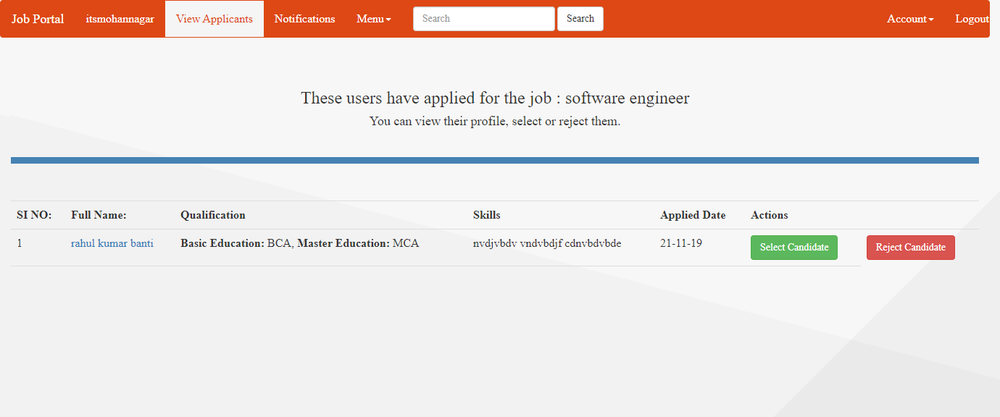 Job Portal itsmohannagar View Applicants Notifications Menu Search Search Account Logout
These users have applied for the job : software engineer
You can view their profile, select or reject them.
SI NO: Full Name: Qualification Skills Applied Date Actions
1 rahul kumar banti Basic Education: BCA, Master Education: MCA nvdjvbdv vndvbdjf cdnvbdvbde 21-11-19 Select Candidate Reject Candidate